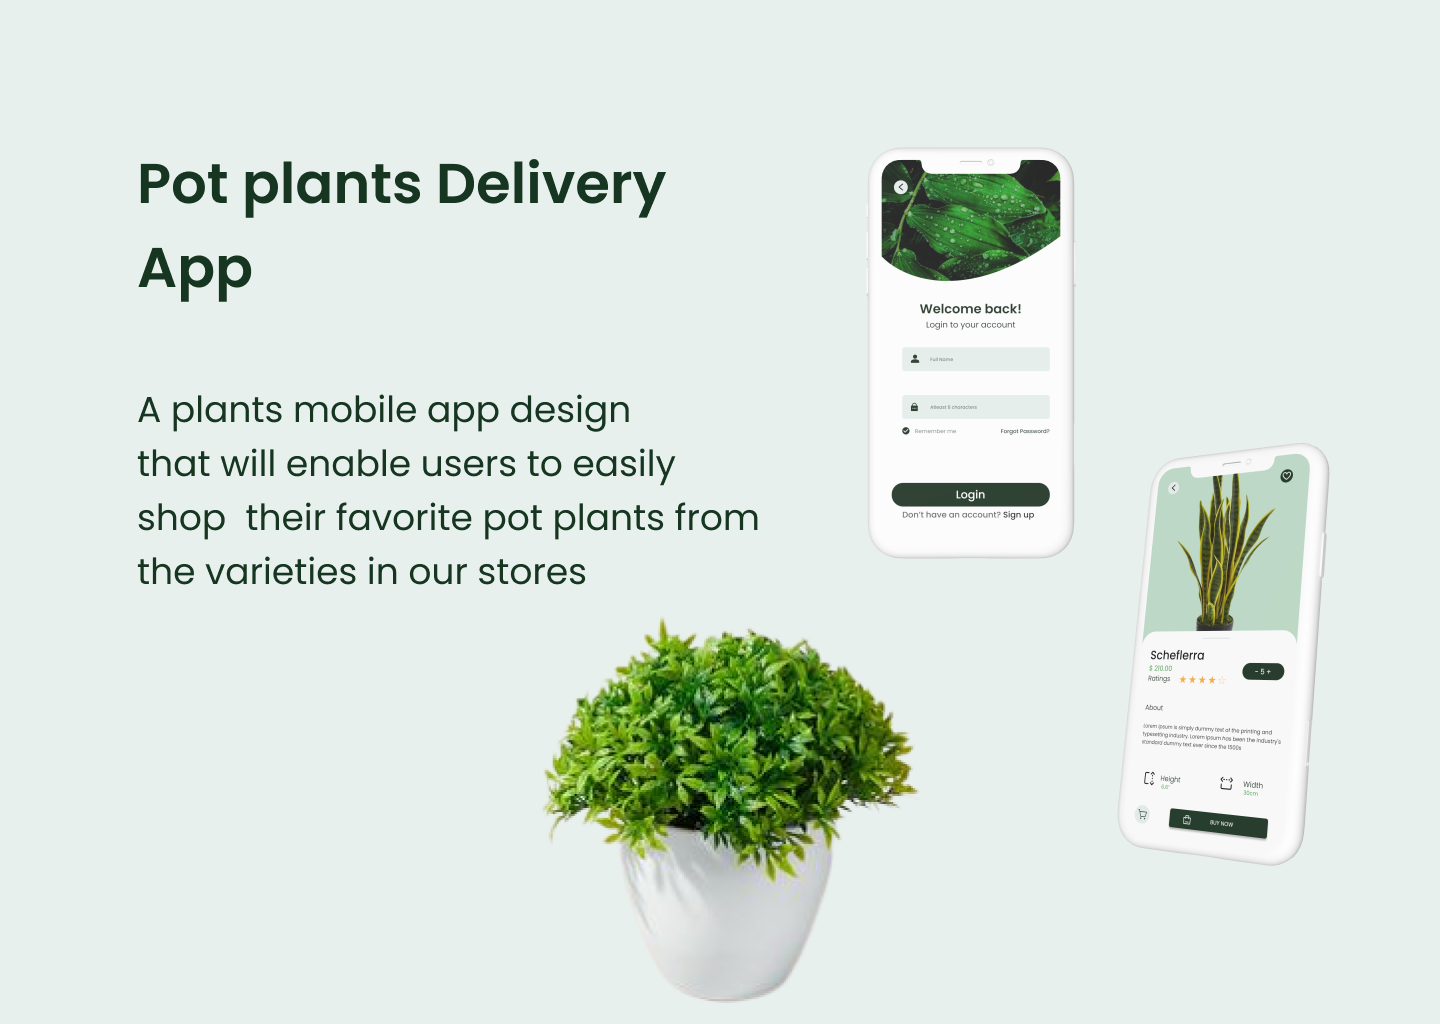 Pot plants Delivery
App
A plants mobile app design
that will enable users to easily
shop  their favorite pot plants from
the varieties in our stores
Welcome back!
Login to your account
Full Name
Atleast 8 characters
Remember me
Forgot Password?
Login
Don't have an account? Sign up
Scheflerra
$ 210.00
- 5 +
Ratings
About
Lorem Ipsum is simply dummy text of the printing and
typesetting industry. Lorem Ipsum has been the industry's
standard dummy text ever since the 1500s
Height
Width
30cm
BUY NOW